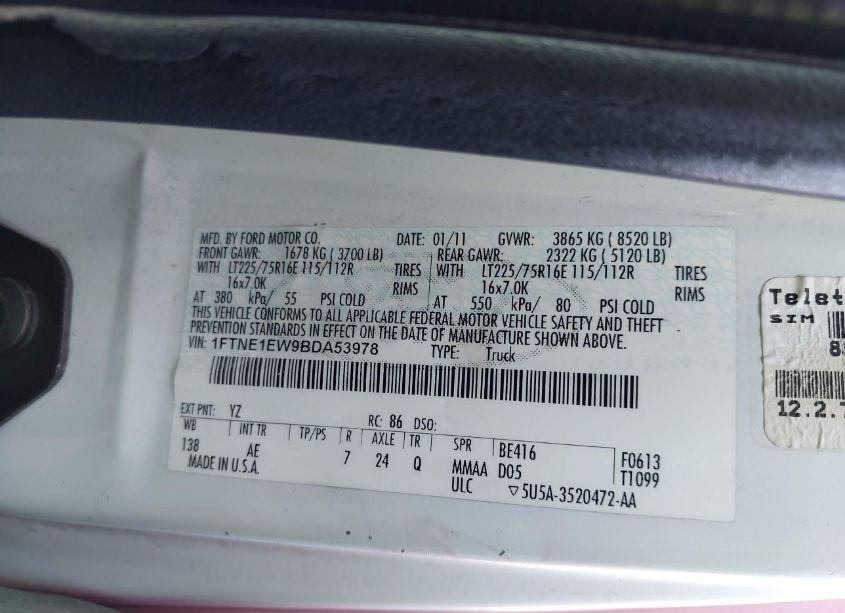 MFD. BY FORD MOTOR CO. DATE: 01/11 GVWR: 3865 KG ( 8520 LB)
FRONT GAWR: 1678 KG ( 3700 LB) REAR GAWR: 2322 KG ( 5120 LB)
WITH LT225/75R16E 115/112R TIRES WITH LT225/75R16E 115/112R TIRES
16x7.0K RIMS 16x7.0K RIMS
AT 380 kPa/ 55 PSI COLD AT 550 kPa/ 80 PSI COLD
THIS VEHICLE CONFORMS TO ALL APPLICABLE FEDERAL MOTOR VEHICLE SAFETY AND THEFT
PREVENTION STANDARDS IN EFFECT ON THE DATE OF MANUFACTURE SHOWN ABOVE.
VIN: 1FTNE1EW9BDA53978 TYPE: Truck
EXT PNT: YZ RC: 86 DSO:
WB INT TR TP/PS R AXLE TR SPR BE416 F0613
138 AE 7 24 Q MMAA D05 T1099
MADE IN U.S.A. ULC ▽5U5A-3520472-AA
Telet
SIM
12.2.